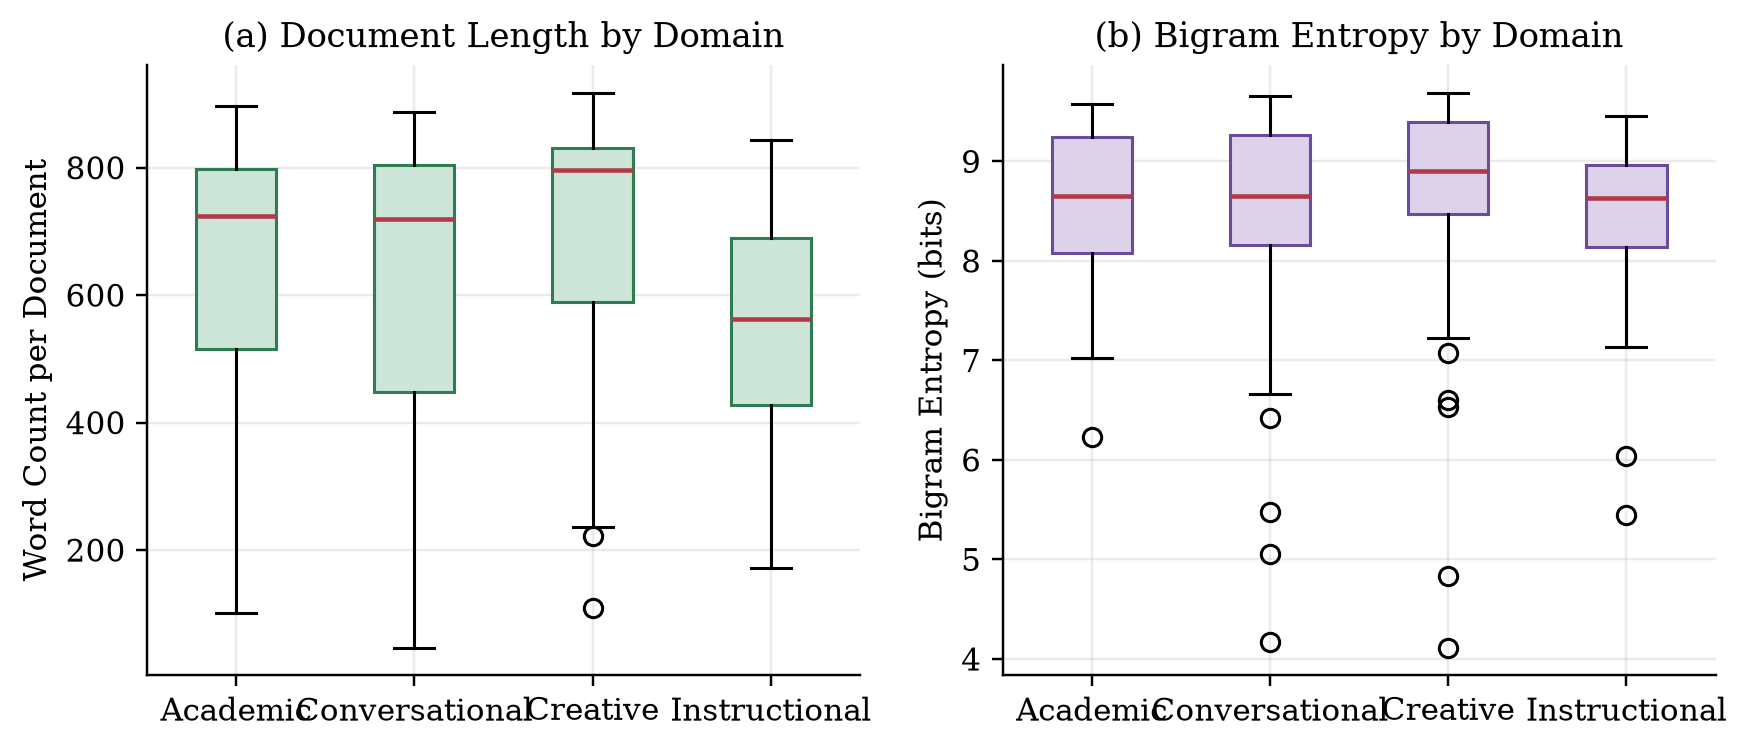 (a) Document Length by Domain
Word Count per Document
800
600
400
200
Academic
Conversational
Creative
Instructional
(b) Bigram Entropy by Domain
Bigram Entropy (bits)
9
8
7
6
5
4
Academic
Conversational
Creative
Instructional